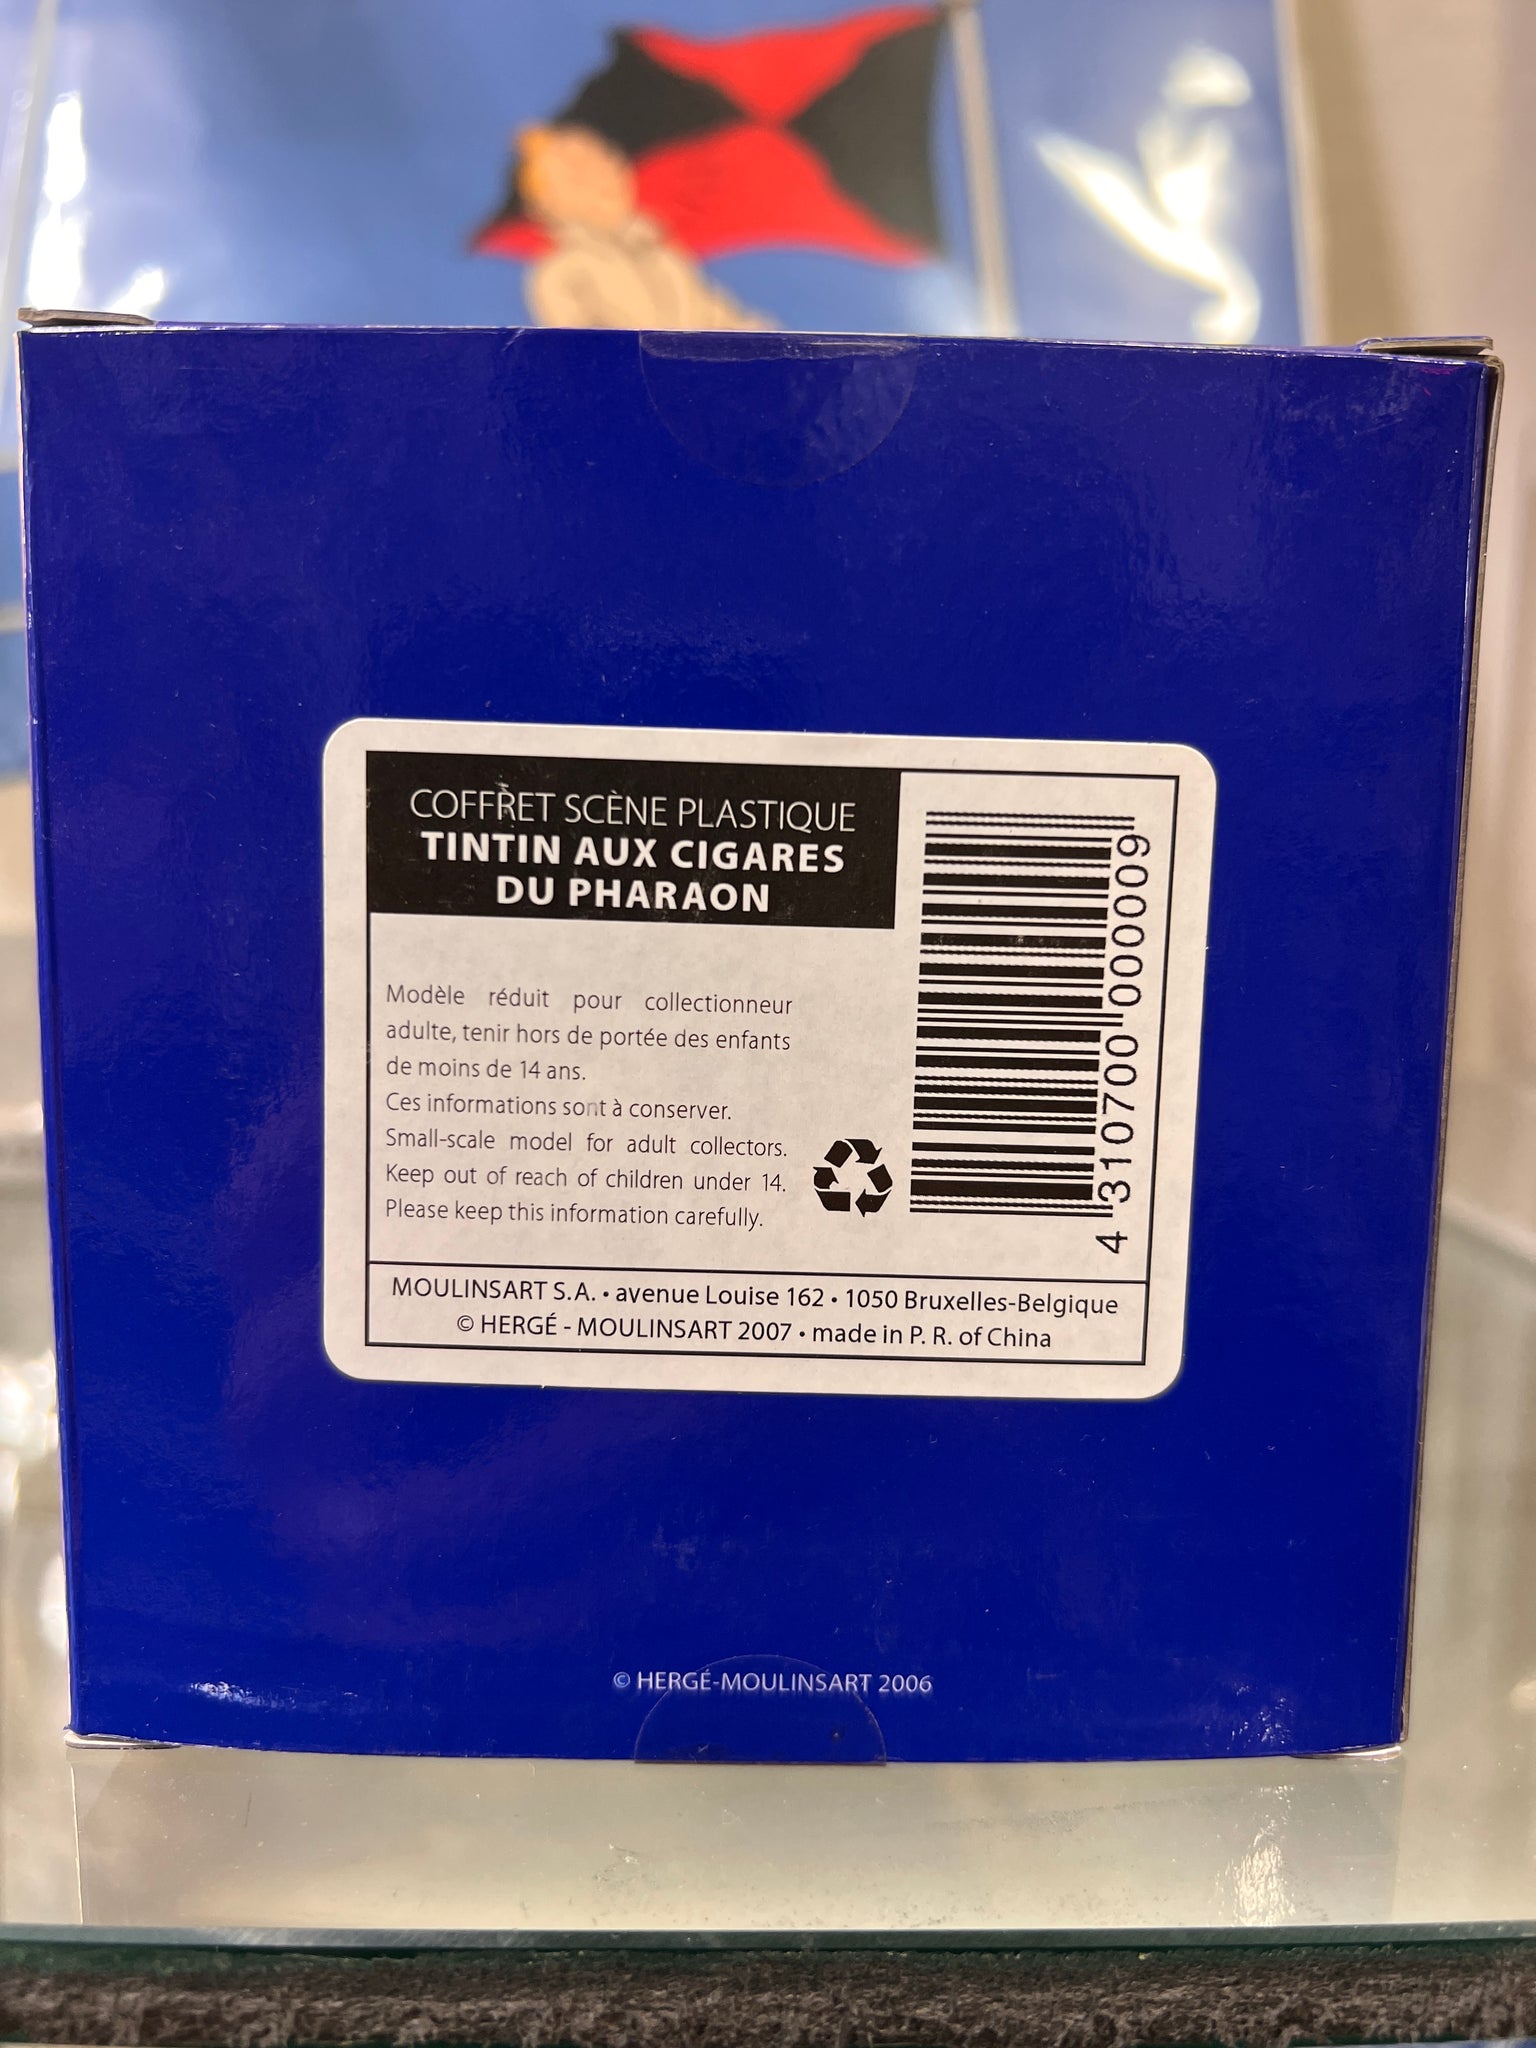 COFFRET SCÈNE PLASTIQUE
TINTIN AUX CIGARES
DU PHARAON
Modèle réduit pour collectionneur
adulte, tenir hors de portée des enfants
de moins de 14 ans.
Ces informations sont à conserver.
Small-scale model for adult collectors.
Keep out of reach of children under 14.
Please keep this information carefully.
4 310700 000009
MOULINSART S.A. • avenue Louise 162 • 1050 Bruxelles-Belgique
© HERGÉ - MOULINSART 2007 • made in P. R. of China
© HERGÉ-MOULINSART 2006